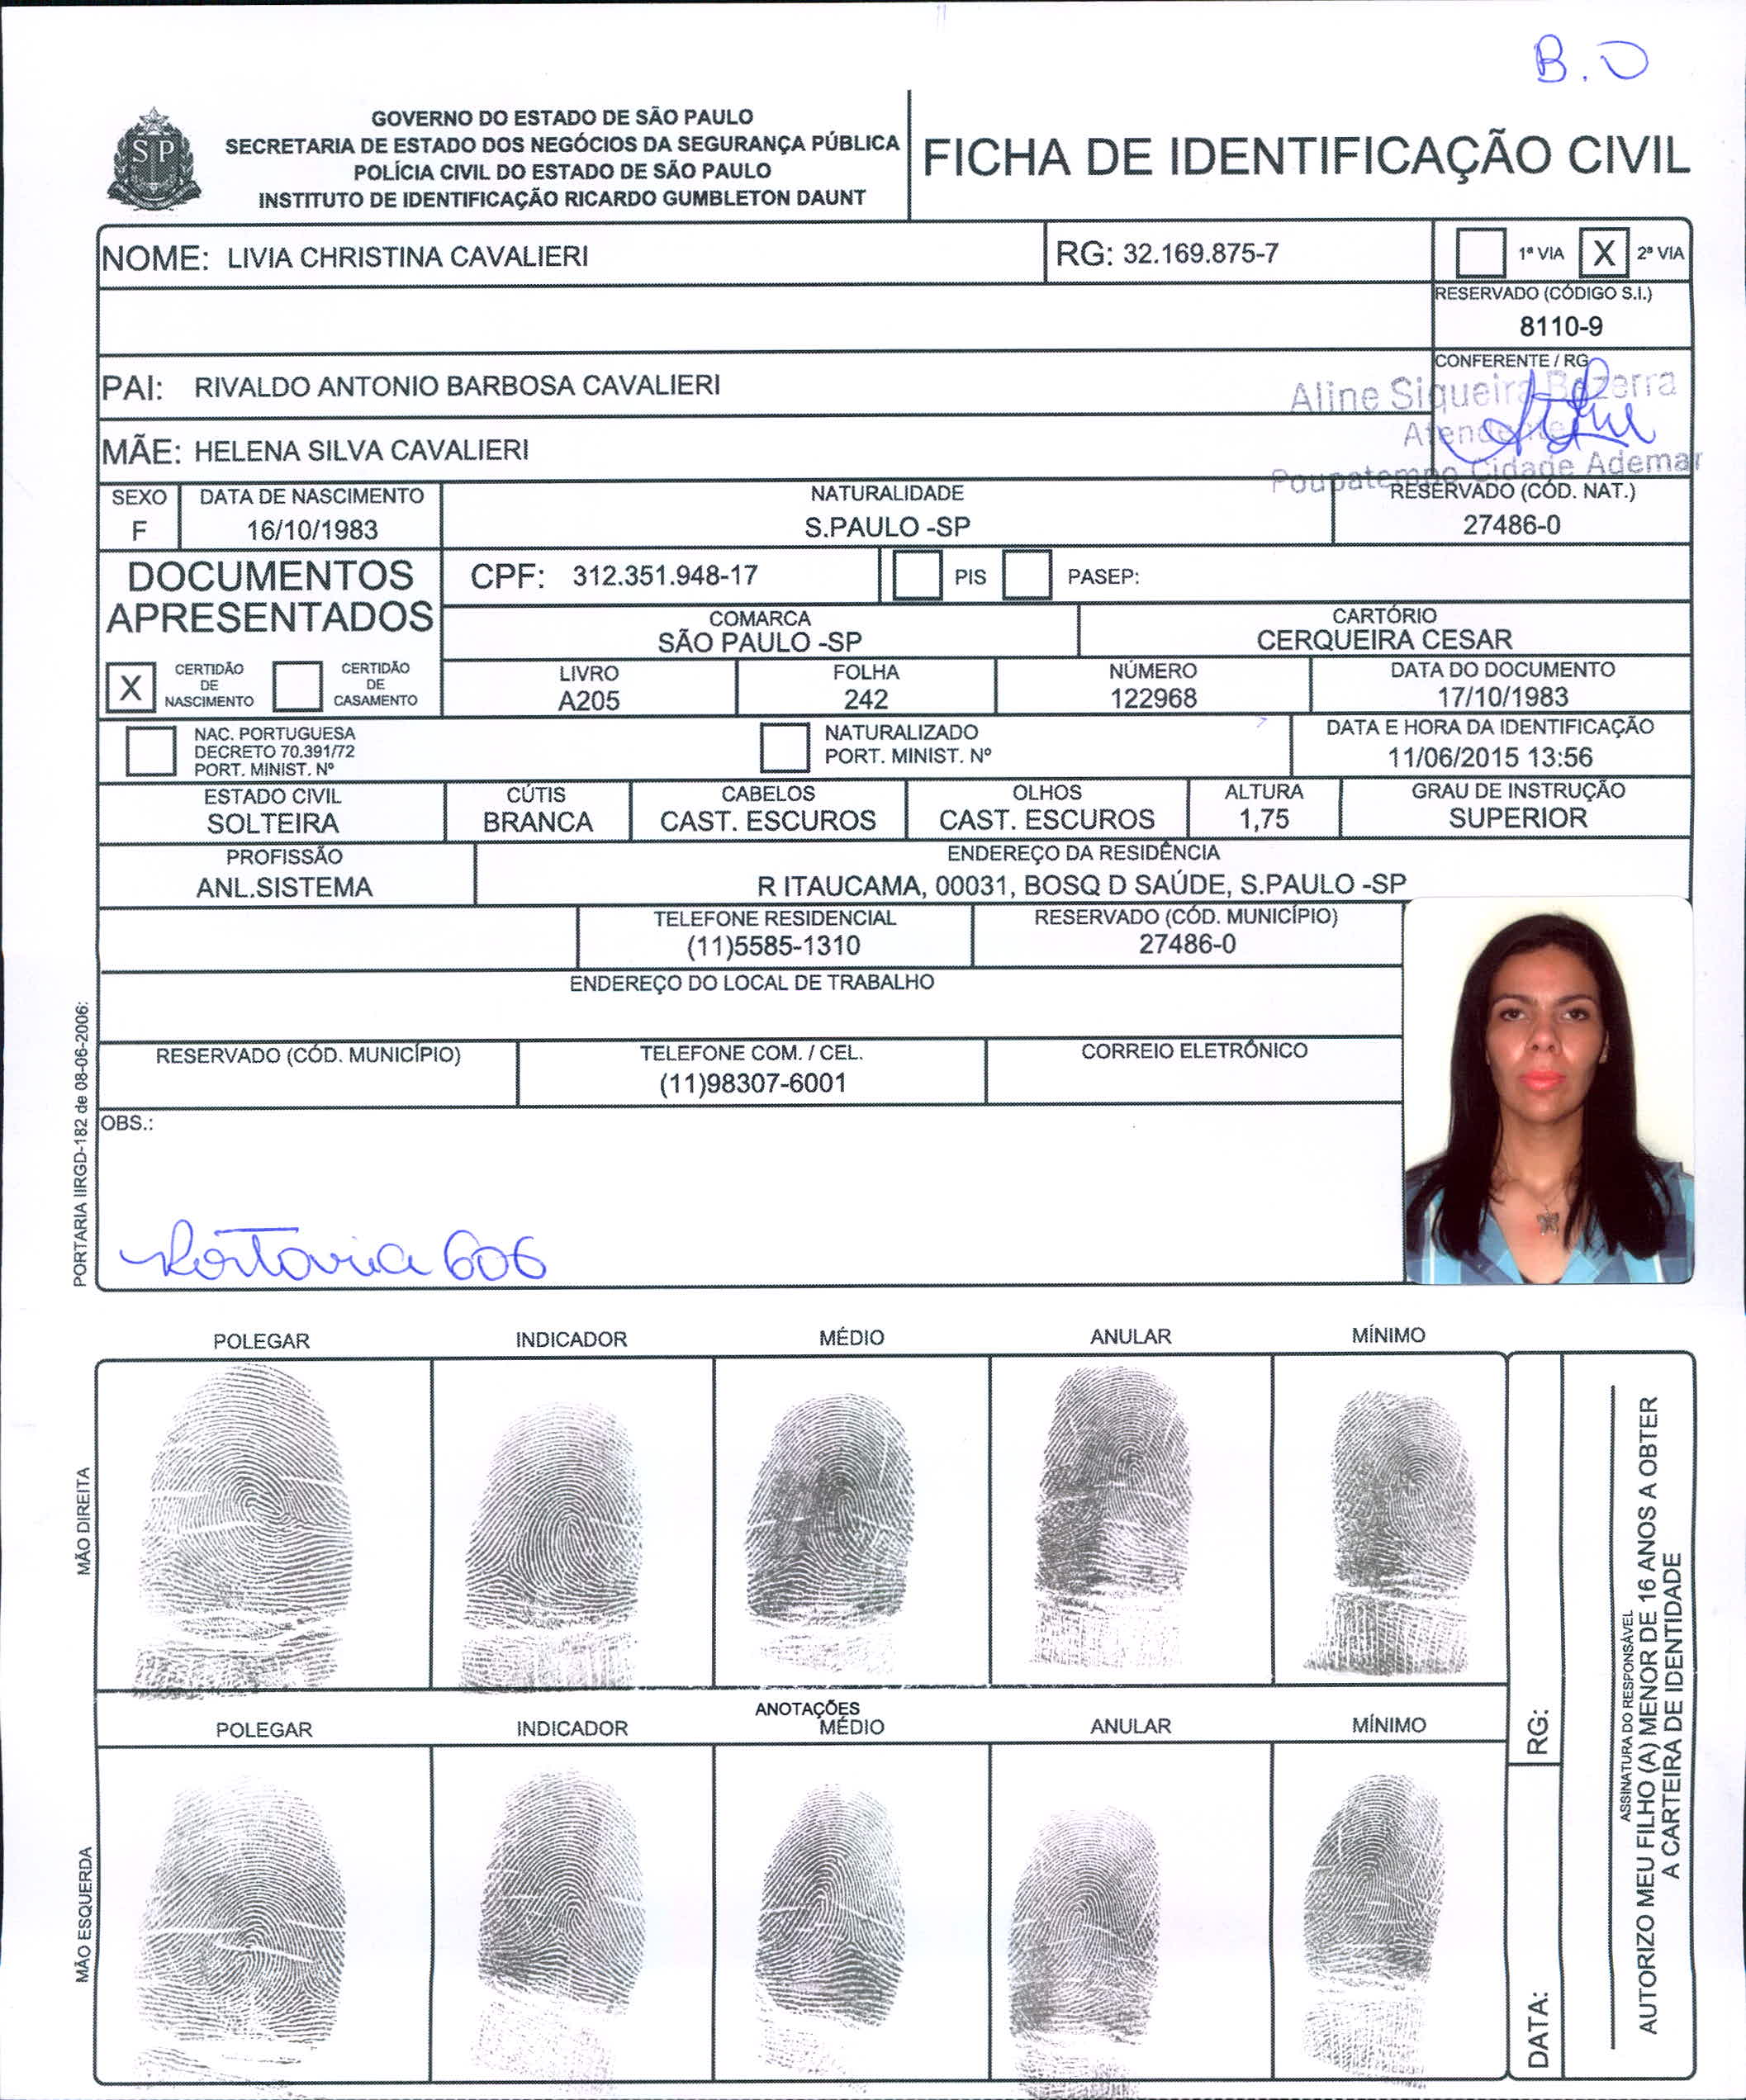 B.O
GOVERNO DO ESTADO DE SÃO PAULO
SECRETARIA DE ESTADO DOS NEGÓCIOS DA SEGURANÇA PÚBLICA
POLÍCIA CIVIL DO ESTADO DE SÃO PAULO
INSTITUTO DE IDENTIFICAÇÃO RICARDO GUMBLETON DAUNT
SP
FICHA DE IDENTIFICAÇÃO CIVIL
NOME: LIVIA CHRISTINA CAVALIERI RG: 32.169.875-7 1ª VIA X 2ª VIA
RESERVADO (CÓDIGO S.I.)
8110-9
PAI: RIVALDO ANTONIO BARBOSA CAVALIERI
CONFERENTE / RG
Aline Siqueira Bezerra
Atendente
Poupatempo Cidade Ademar
MÃE: HELENA SILVA CAVALIERI
SEXO DATA DE NASCIMENTO NATURALIDADE RESERVADO (CÓD. NAT.)
F 16/10/1983 S.PAULO -SP 27486-0
DOCUMENTOS
APRESENTADOS
CPF: 312.351.948-17 PIS PASEP:
COMARCA CARTÓRIO
SÃO PAULO -SP CERQUEIRA CESAR
X CERTIDÃO DE NASCIMENTO CERTIDÃO DE CASAMENTO
LIVRO FOLHA NÚMERO DATA DO DOCUMENTO
A205 242 122968 17/10/1983
NAC. PORTUGUESA
DECRETO 70.391/72
PORT. MINIST. Nº
NATURALIZADO
PORT. MINIST. Nº
DATA E HORA DA IDENTIFICAÇÃO
11/06/2015 13:56
ESTADO CIVIL CÚTIS CABELOS OLHOS ALTURA GRAU DE INSTRUÇÃO
SOLTEIRA BRANCA CAST. ESCUROS CAST. ESCUROS 1,75 SUPERIOR
PROFISSÃO ENDEREÇO DA RESIDÊNCIA
ANL.SISTEMA R ITAUCAMA, 00031, BOSQ D SAÚDE, S.PAULO -SP
TELEFONE RESIDENCIAL RESERVADO (CÓD. MUNICÍPIO)
(11)5585-1310 27486-0
ENDEREÇO DO LOCAL DE TRABALHO
RESERVADO (CÓD. MUNICÍPIO) TELEFONE COM. / CEL. CORREIO ELETRÔNICO
(11)98307-6001
OBS.:
Portaria 606
PORTARIA IIRGD-182 de 08-06-2006:
POLEGAR INDICADOR MÉDIO ANULAR MÍNIMO
MÃO DIREITA
ANOTAÇÕES
POLEGAR INDICADOR MÉDIO ANULAR MÍNIMO
MÃO ESQUERDA
RG:
DATA:
ASSINATURA DO RESPONSÁVEL
AUTORIZO MEU FILHO (A) MENOR DE 16 ANOS A OBTER
A CARTEIRA DE IDENTIDADE